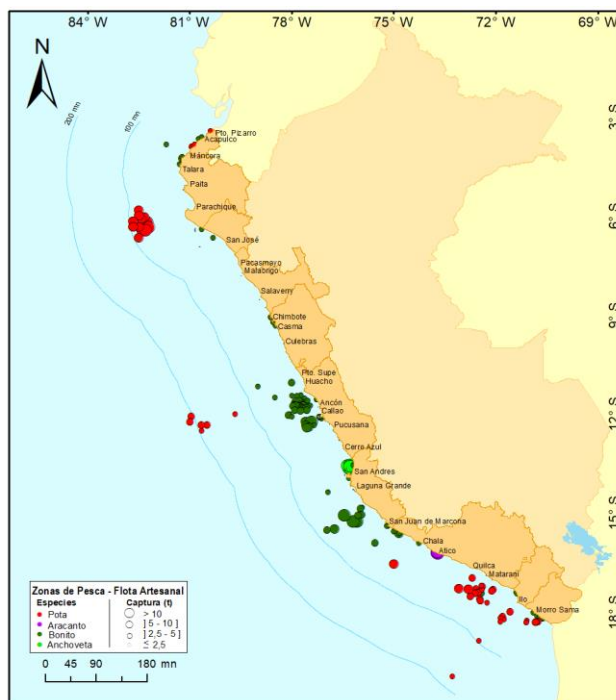 84° W 81° W 78° W 75° W 72° W 69° W
N
200 mn
100 mn
3° S
Pto. Pizarro
Acapulco
Máncora
Talara
Paita
Parachique
6° S
San José
Pacasmayo
Malabrigo
Salaverry
9° S
Chimbote
Casma
Culebras
Pto. Supe
Huacho
Ancón
Callao
12° S
Pucusana
Cerro Azul
San Andres
Laguna Grande
15° S
San Juan de Marcona
Chala
Atico
Quilca
Matarani
Ilo
Morro Sama
18° S
Zonas de Pesca - Flota Artesanal
Especies Captura (t)
Pota > 10
Aracanto ] 5 - 10 ]
Bonito ] 2,5 - 5 ]
Anchoveta ≤ 2,5
0 45 90 180 mn